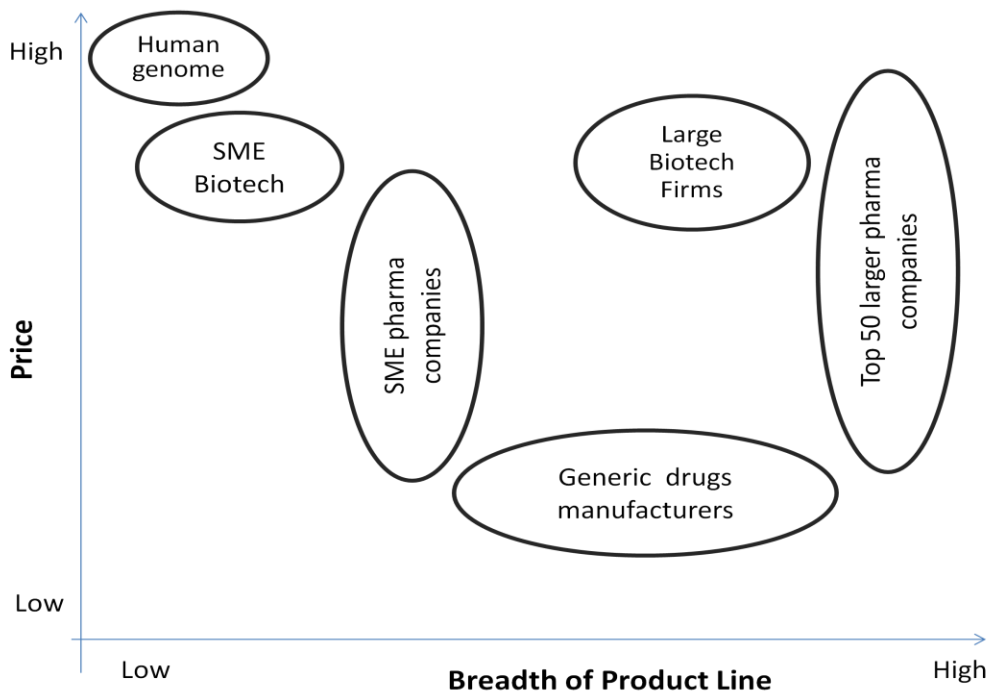 High
Human
genome
SME
Biotech
Large
Biotech
Firms
SME pharma
companies
Top 50 larger pharma
companies
Price
Generic drugs
manufacturers
Low
Low
Breadth of Product Line
High